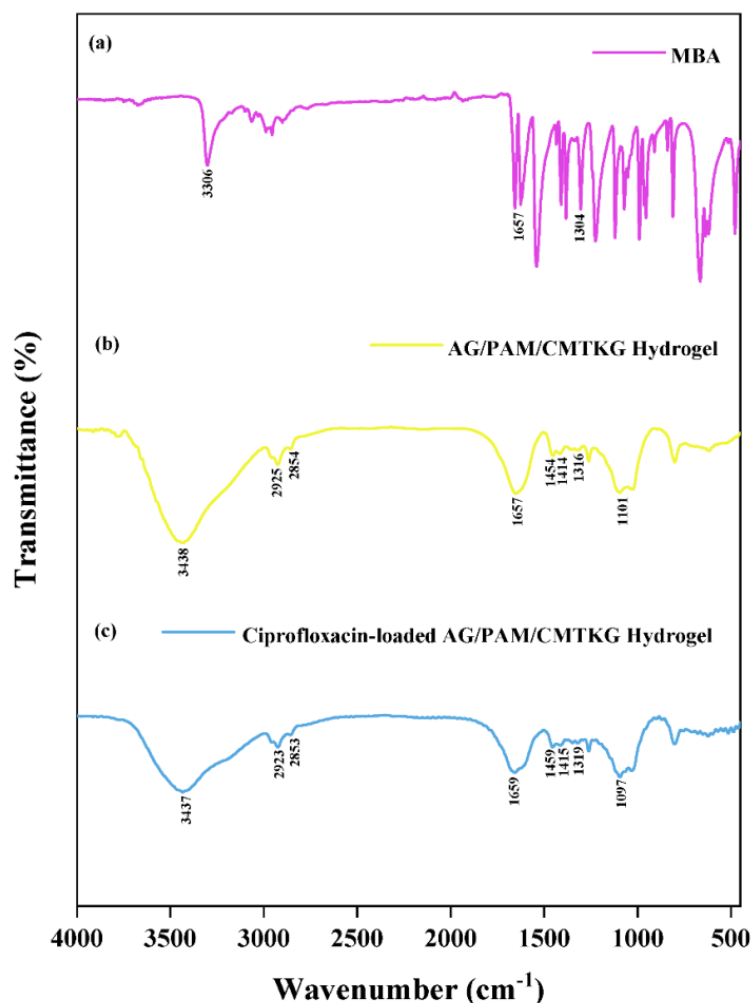 (a)
MBA
3306
1657
1304
(b)
AG/PAM/CMTKG Hydrogel
3438
2925
2854
1657
1454
1414
1316
1101
(c)
Ciprofloxacin-loaded AG/PAM/CMTKG Hydrogel
3437
2923
2853
1659
1459
1415
1319
1097
Transmittance (%)
4000 3500 3000 2500 2000 1500 1000 500
Wavenumber (cm⁻¹)